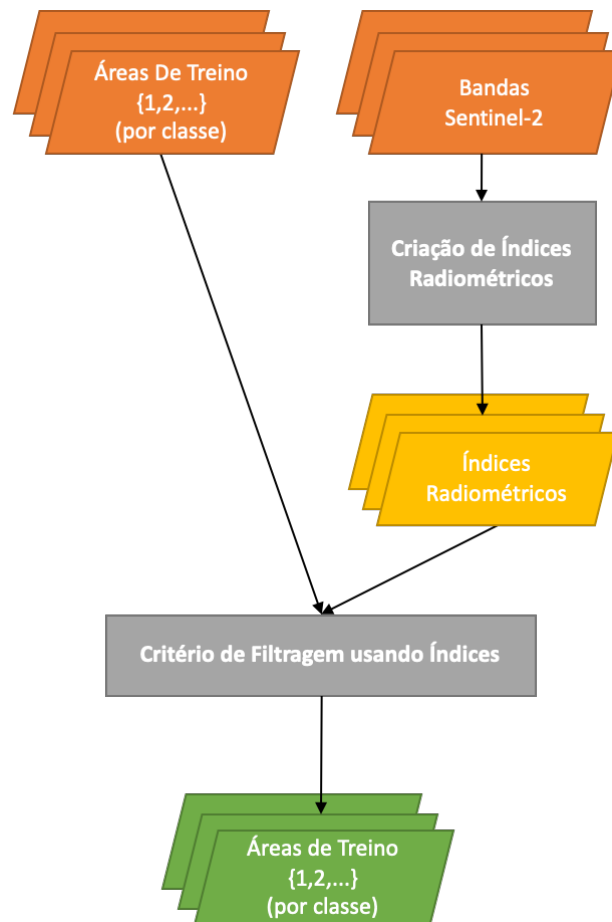 Áreas De Treino
{1,2,...}
(por classe)
Bandas
Sentinel-2
Criação de Índices
Radiométricos
Índices
Radiométricos
Critério de Filtragem usando Índices
Áreas de Treino
{1,2,...}
(por classe)